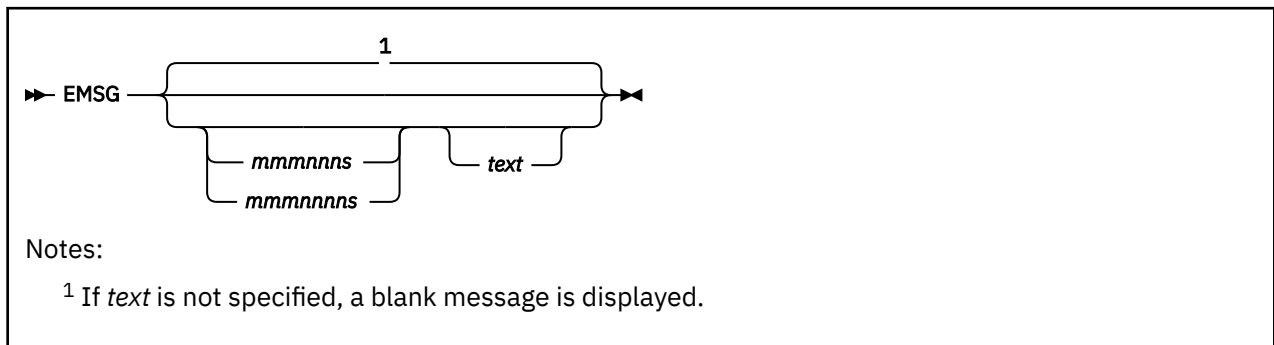 1
EMSG
mmmnnns
text
mmmnnnns
Notes:
1 If text is not specified, a blank message is displayed.